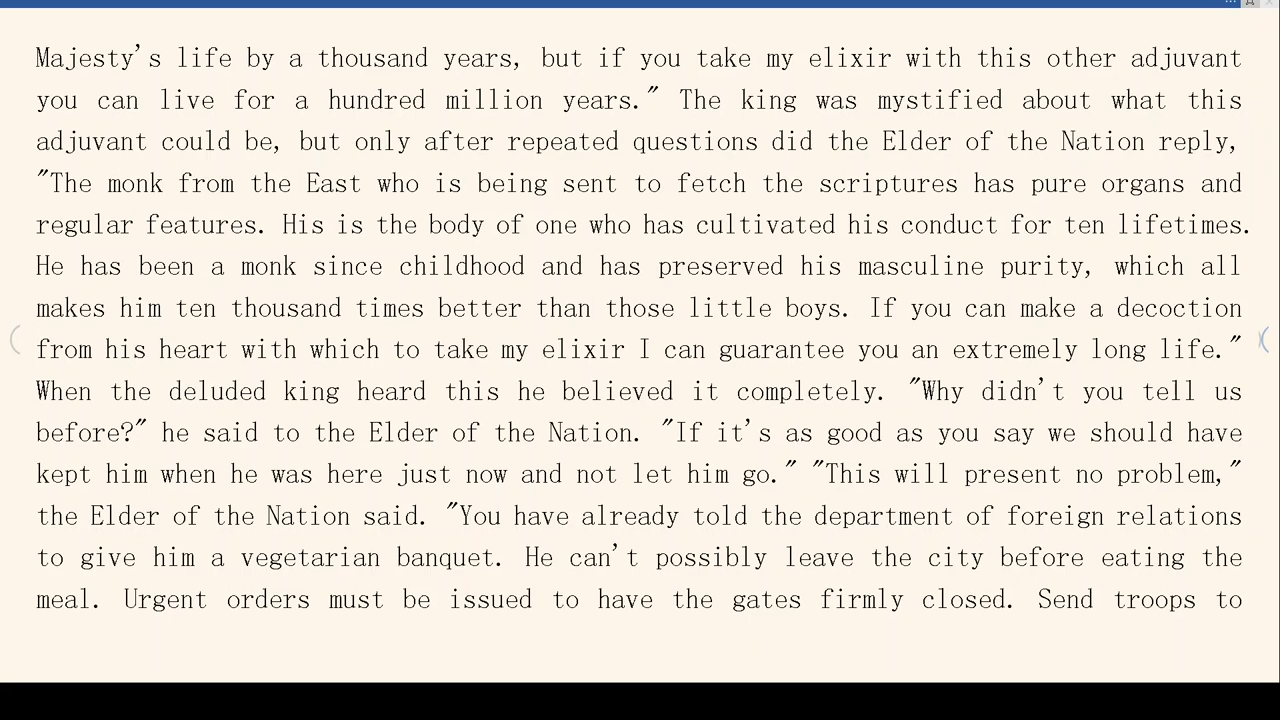 Majesty's life by a thousand years, but if you take my elixir with this other adjuvant
you can live for a hundred million years." The king was mystified about what this
adjuvant could be, but only after repeated questions did the Elder of the Nation reply,
"The monk from the East who is being sent to fetch the scriptures has pure organs and
regular features. His is the body of one who has cultivated his conduct for ten lifetimes.
He has been a monk since childhood and has preserved his masculine purity, which all
makes him ten thousand times better than those little boys. If you can make a decoction
from his heart with which to take my elixir I can guarantee you an extremely long life."
When the deluded king heard this he believed it completely. "Why didn't you tell us
before?" he said to the Elder of the Nation. "If it's as good as you say we should have
kept him when he was here just now and not let him go." "This will present no problem,"
the Elder of the Nation said. "You have already told the department of foreign relations
to give him a vegetarian banquet. He can't possibly leave the city before eating the
meal. Urgent orders must be issued to have the gates firmly closed. Send troops to